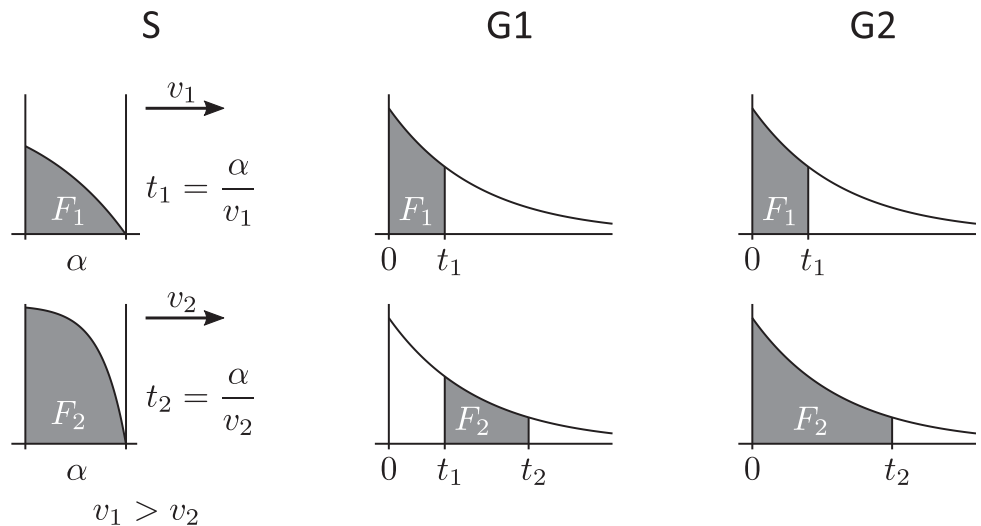 S G1 G2
v₁
t₁ = α/v₁
F₁ F₁ F₁
α 0 t₁ 0 t₁
v₂
t₂ = α/v₂
F₂ F₂ F₂
α 0 t₁ t₂ 0 t₂
v₁ > v₂